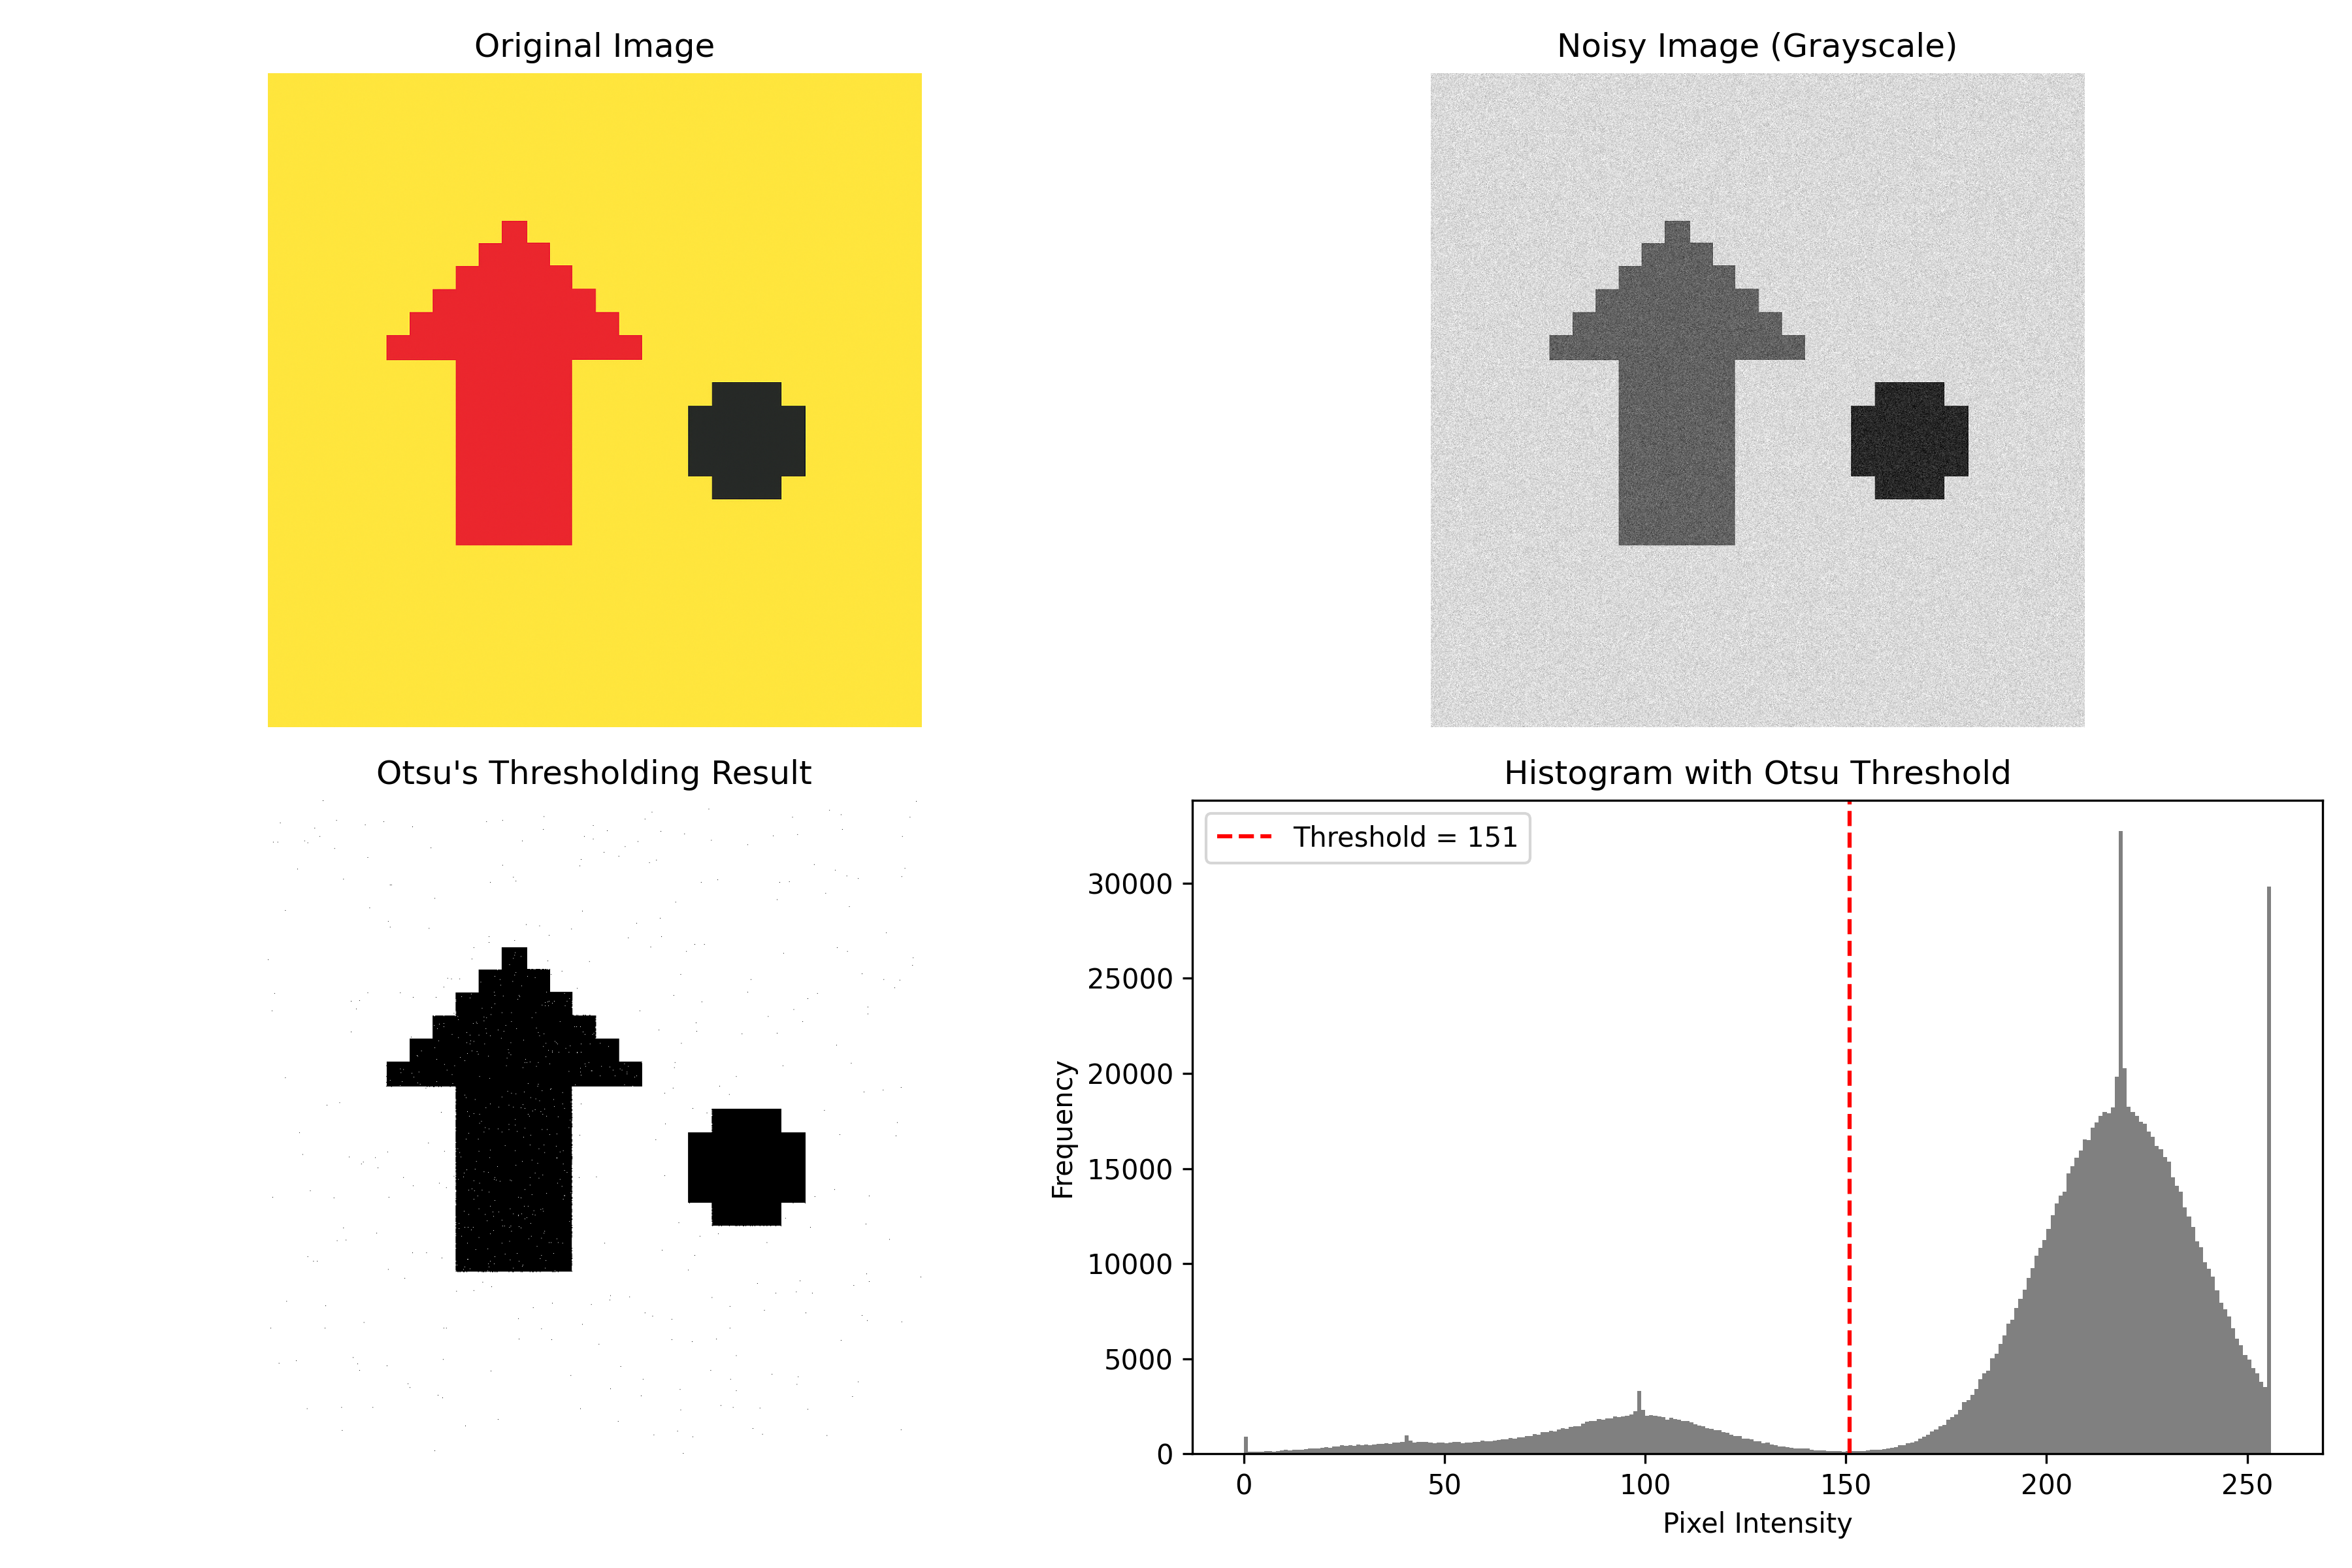 Original Image
Noisy Image (Grayscale)
Otsu's Thresholding Result
Histogram with Otsu Threshold
Threshold = 151
30000
25000
20000
15000
10000
5000
0
Frequency
0 50 100 150 200 250
Pixel Intensity